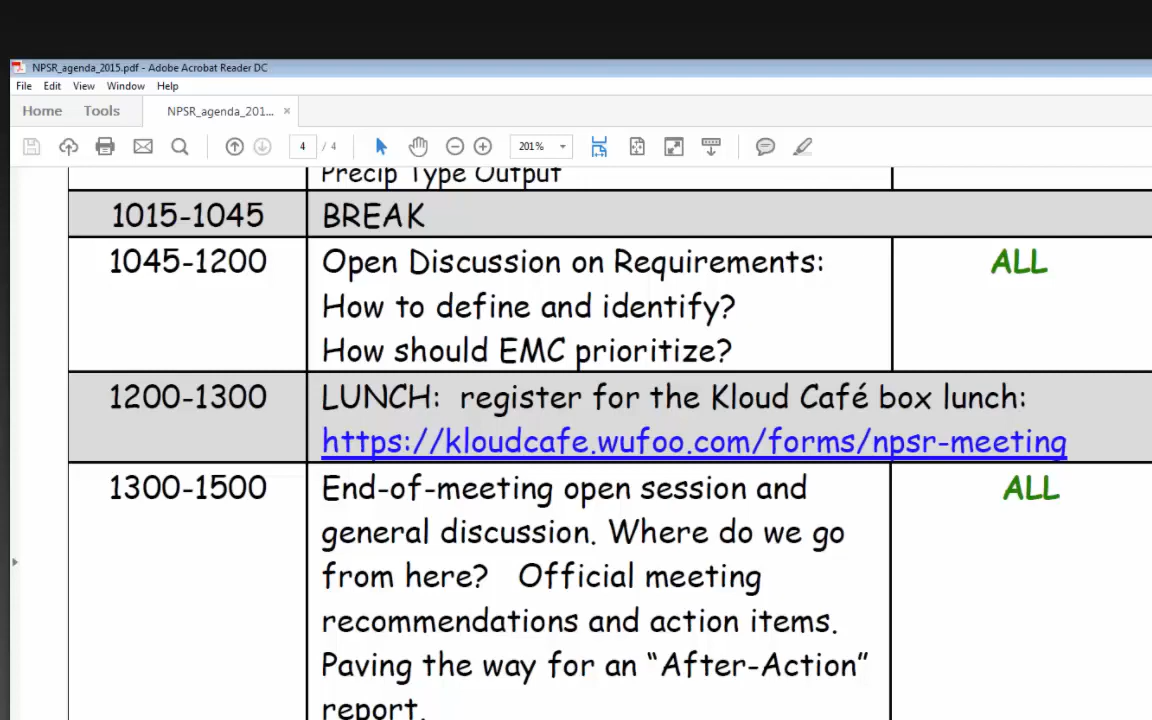 NPSR_agenda_2015.pdf - Adobe Acrobat Reader DC
File Edit View Window Help
Home Tools NPSR_agenda_201... ×
4 / 4 201%
Precip Type Output
1015-1045 BREAK
1045-1200 Open Discussion on Requirements: ALL
How to define and identify?
How should EMC prioritize?
1200-1300 LUNCH:  register for the Kloud Café box lunch:
https://kloudcafe.wufoo.com/forms/npsr-meeting
1300-1500 End-of-meeting open session and ALL
general discussion. Where do we go
from here?   Official meeting
recommendations and action items.
Paving the way for an “After-Action”
report.